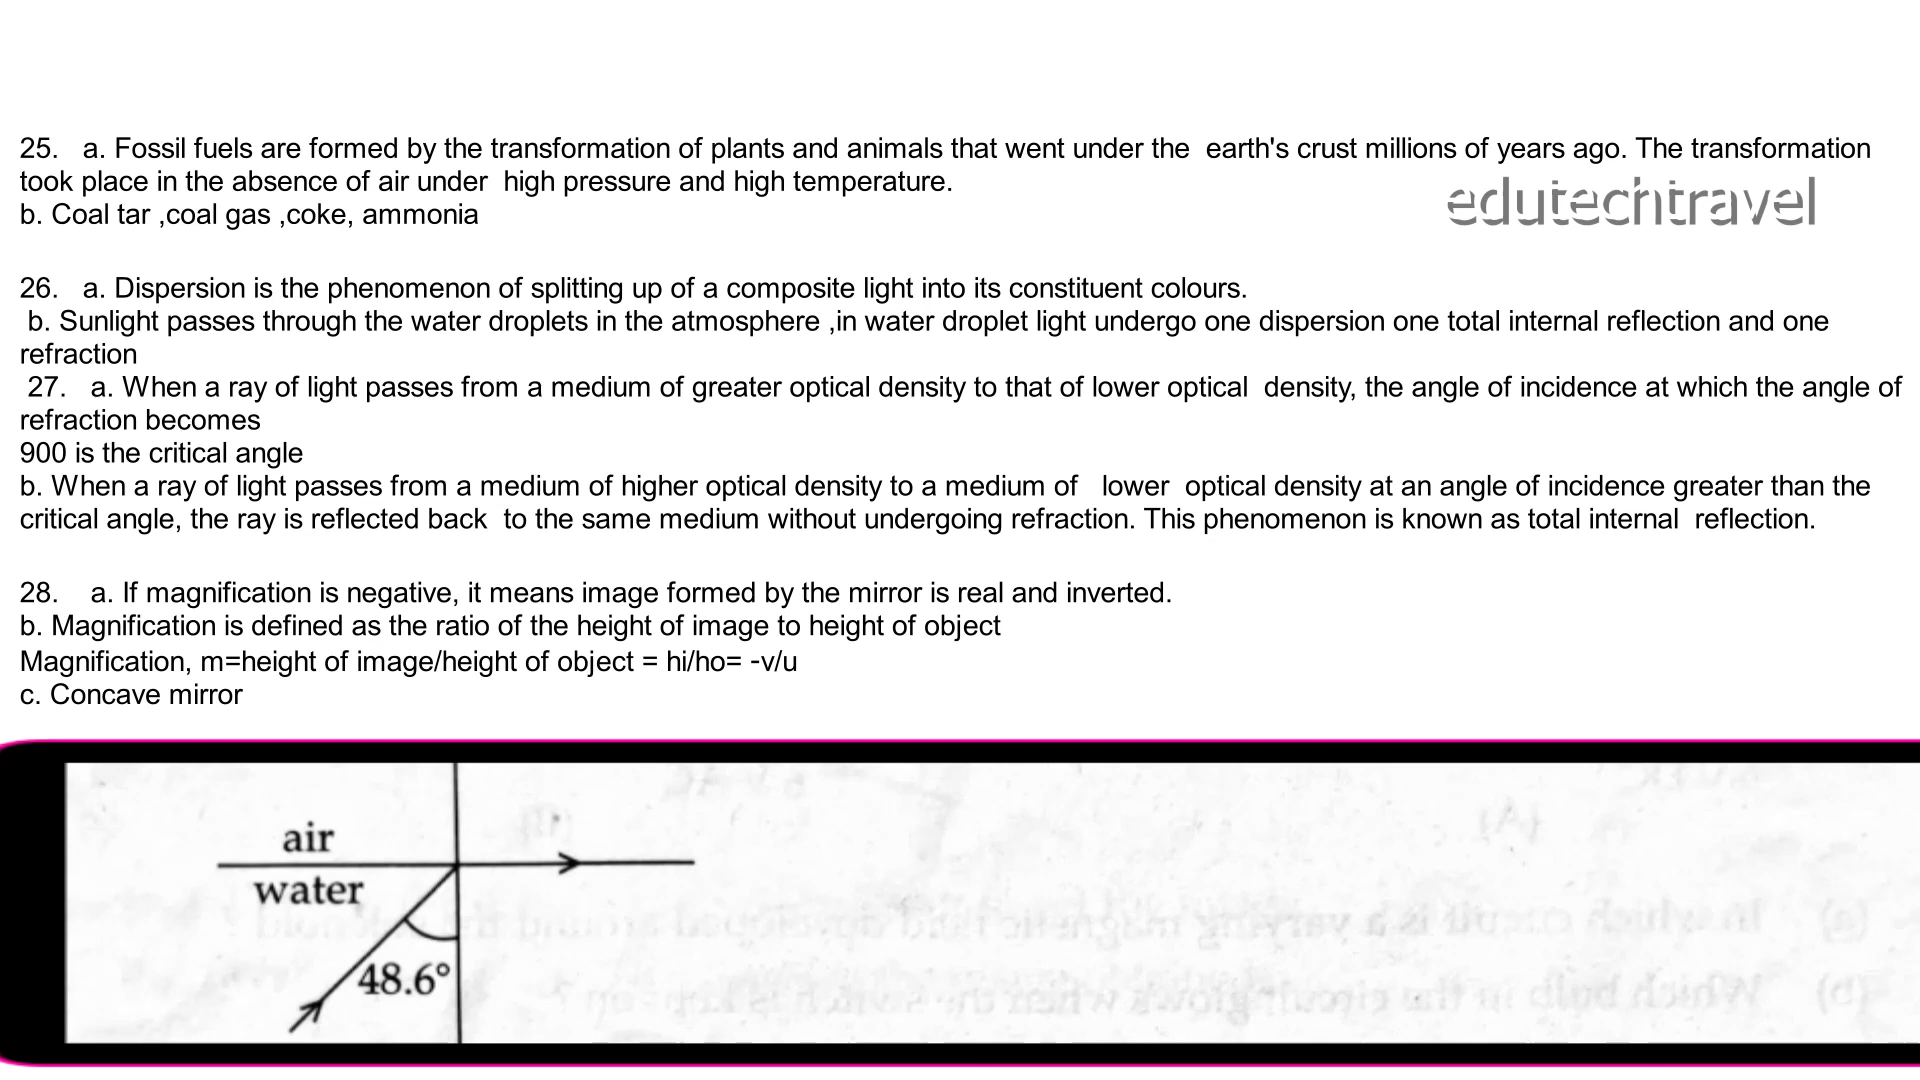 25.   a. Fossil fuels are formed by the transformation of plants and animals that went under the  earth's crust millions of years ago. The transformation
took place in the absence of air under  high pressure and high temperature.
edutechtravel
b. Coal tar ,coal gas ,coke, ammonia
26.   a. Dispersion is the phenomenon of splitting up of a composite light into its constituent colours.
b. Sunlight passes through the water droplets in the atmosphere ,in water droplet light undergo one dispersion one total internal reflection and one
refraction
27.   a. When a ray of light passes from a medium of greater optical density to that of lower optical  density, the angle of incidence at which the angle of
refraction becomes
900 is the critical angle
b. When a ray of light passes from a medium of higher optical density to a medium of   lower  optical density at an angle of incidence greater than the
critical angle, the ray is reflected back  to the same medium without undergoing refraction. This phenomenon is known as total internal  reflection.
28.    a. If magnification is negative, it means image formed by the mirror is real and inverted.
b. Magnification is defined as the ratio of the height of image to height of object
Magnification, m=height of image/height of object = hi/ho= -v/u
c. Concave mirror
air
water
48.6°